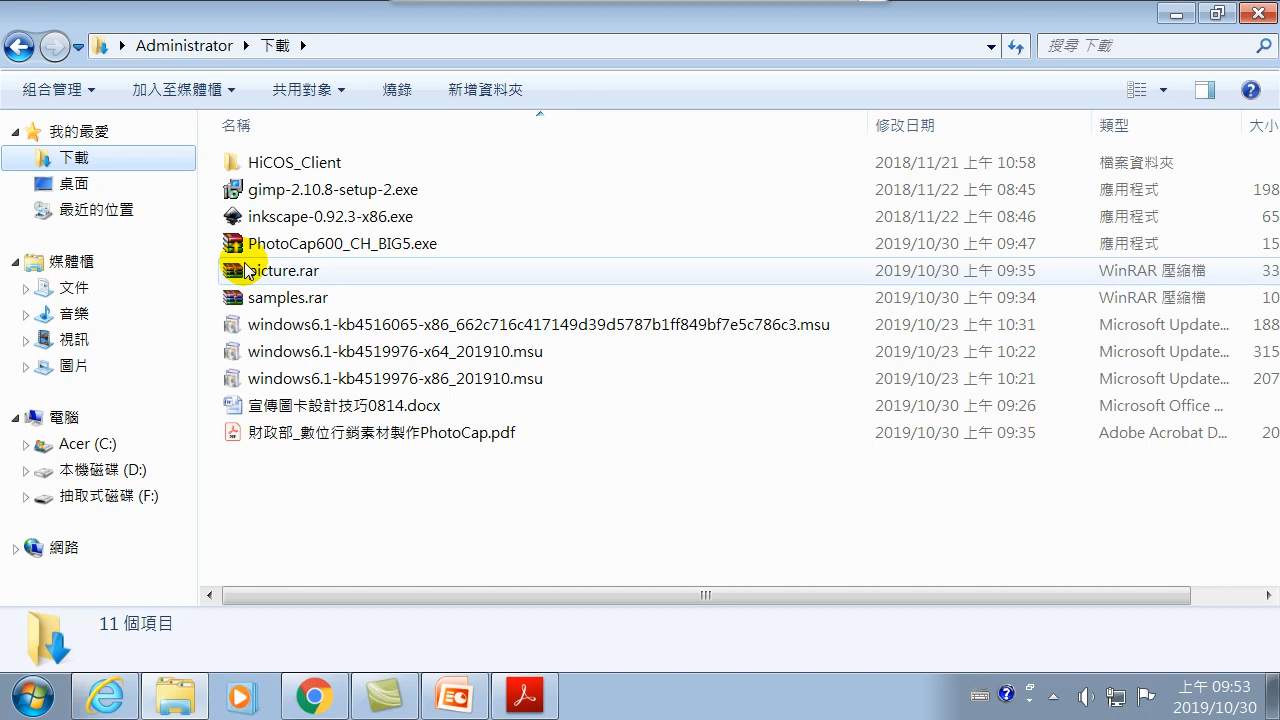 Administrator 下載
搜尋 下載
組合管理 加入至媒體櫃 共用對象 燒錄 新增資料夾
我的最愛
下載
桌面
最近的位置
媒體櫃
文件
音樂
視訊
圖片
電腦
Acer (C:)
本機磁碟 (D:)
抽取式磁碟 (F:)
網路
名稱 修改日期 類型 大小
HiCOS_Client 2018/11/21 上午 10:58 檔案資料夾
gimp-2.10.8-setup-2.exe 2018/11/22 上午 08:45 應用程式 198
inkscape-0.92.3-x86.exe 2018/11/22 上午 08:46 應用程式 65
PhotoCap600_CH_BIG5.exe 2019/10/30 上午 09:47 應用程式 15
picture.rar 2019/10/30 上午 09:35 WinRAR 壓縮檔 33
samples.rar 2019/10/30 上午 09:34 WinRAR 壓縮檔 10
windows6.1-kb4516065-x86_662c716c417149d39d5787b1ff849bf7e5c786c3.msu 2019/10/23 上午 10:31 Microsoft Update... 188
windows6.1-kb4519976-x64_201910.msu 2019/10/23 上午 10:22 Microsoft Update... 315
windows6.1-kb4519976-x86_201910.msu 2019/10/23 上午 10:21 Microsoft Update... 207
宣傳圖卡設計技巧0814.docx 2019/10/30 上午 09:26 Microsoft Office ...
財政部_數位行銷素材製作PhotoCap.pdf 2019/10/30 上午 09:35 Adobe Acrobat D... 20
11 個項目
上午 09:53
2019/10/30